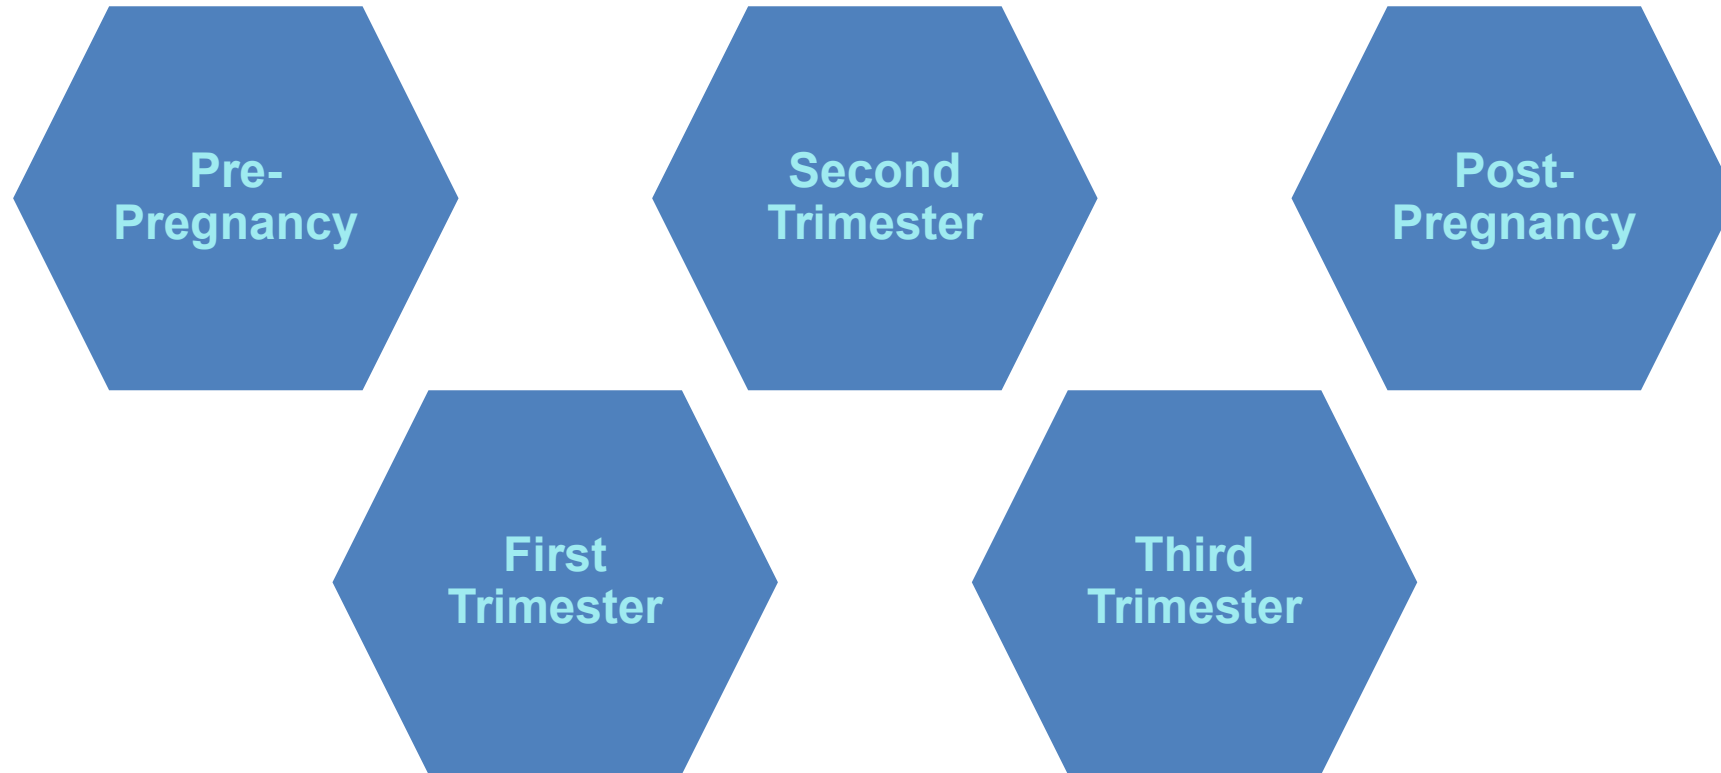 Pre-
Pregnancy
First
Trimester
Second
Trimester
Third
Trimester
Post-
Pregnancy